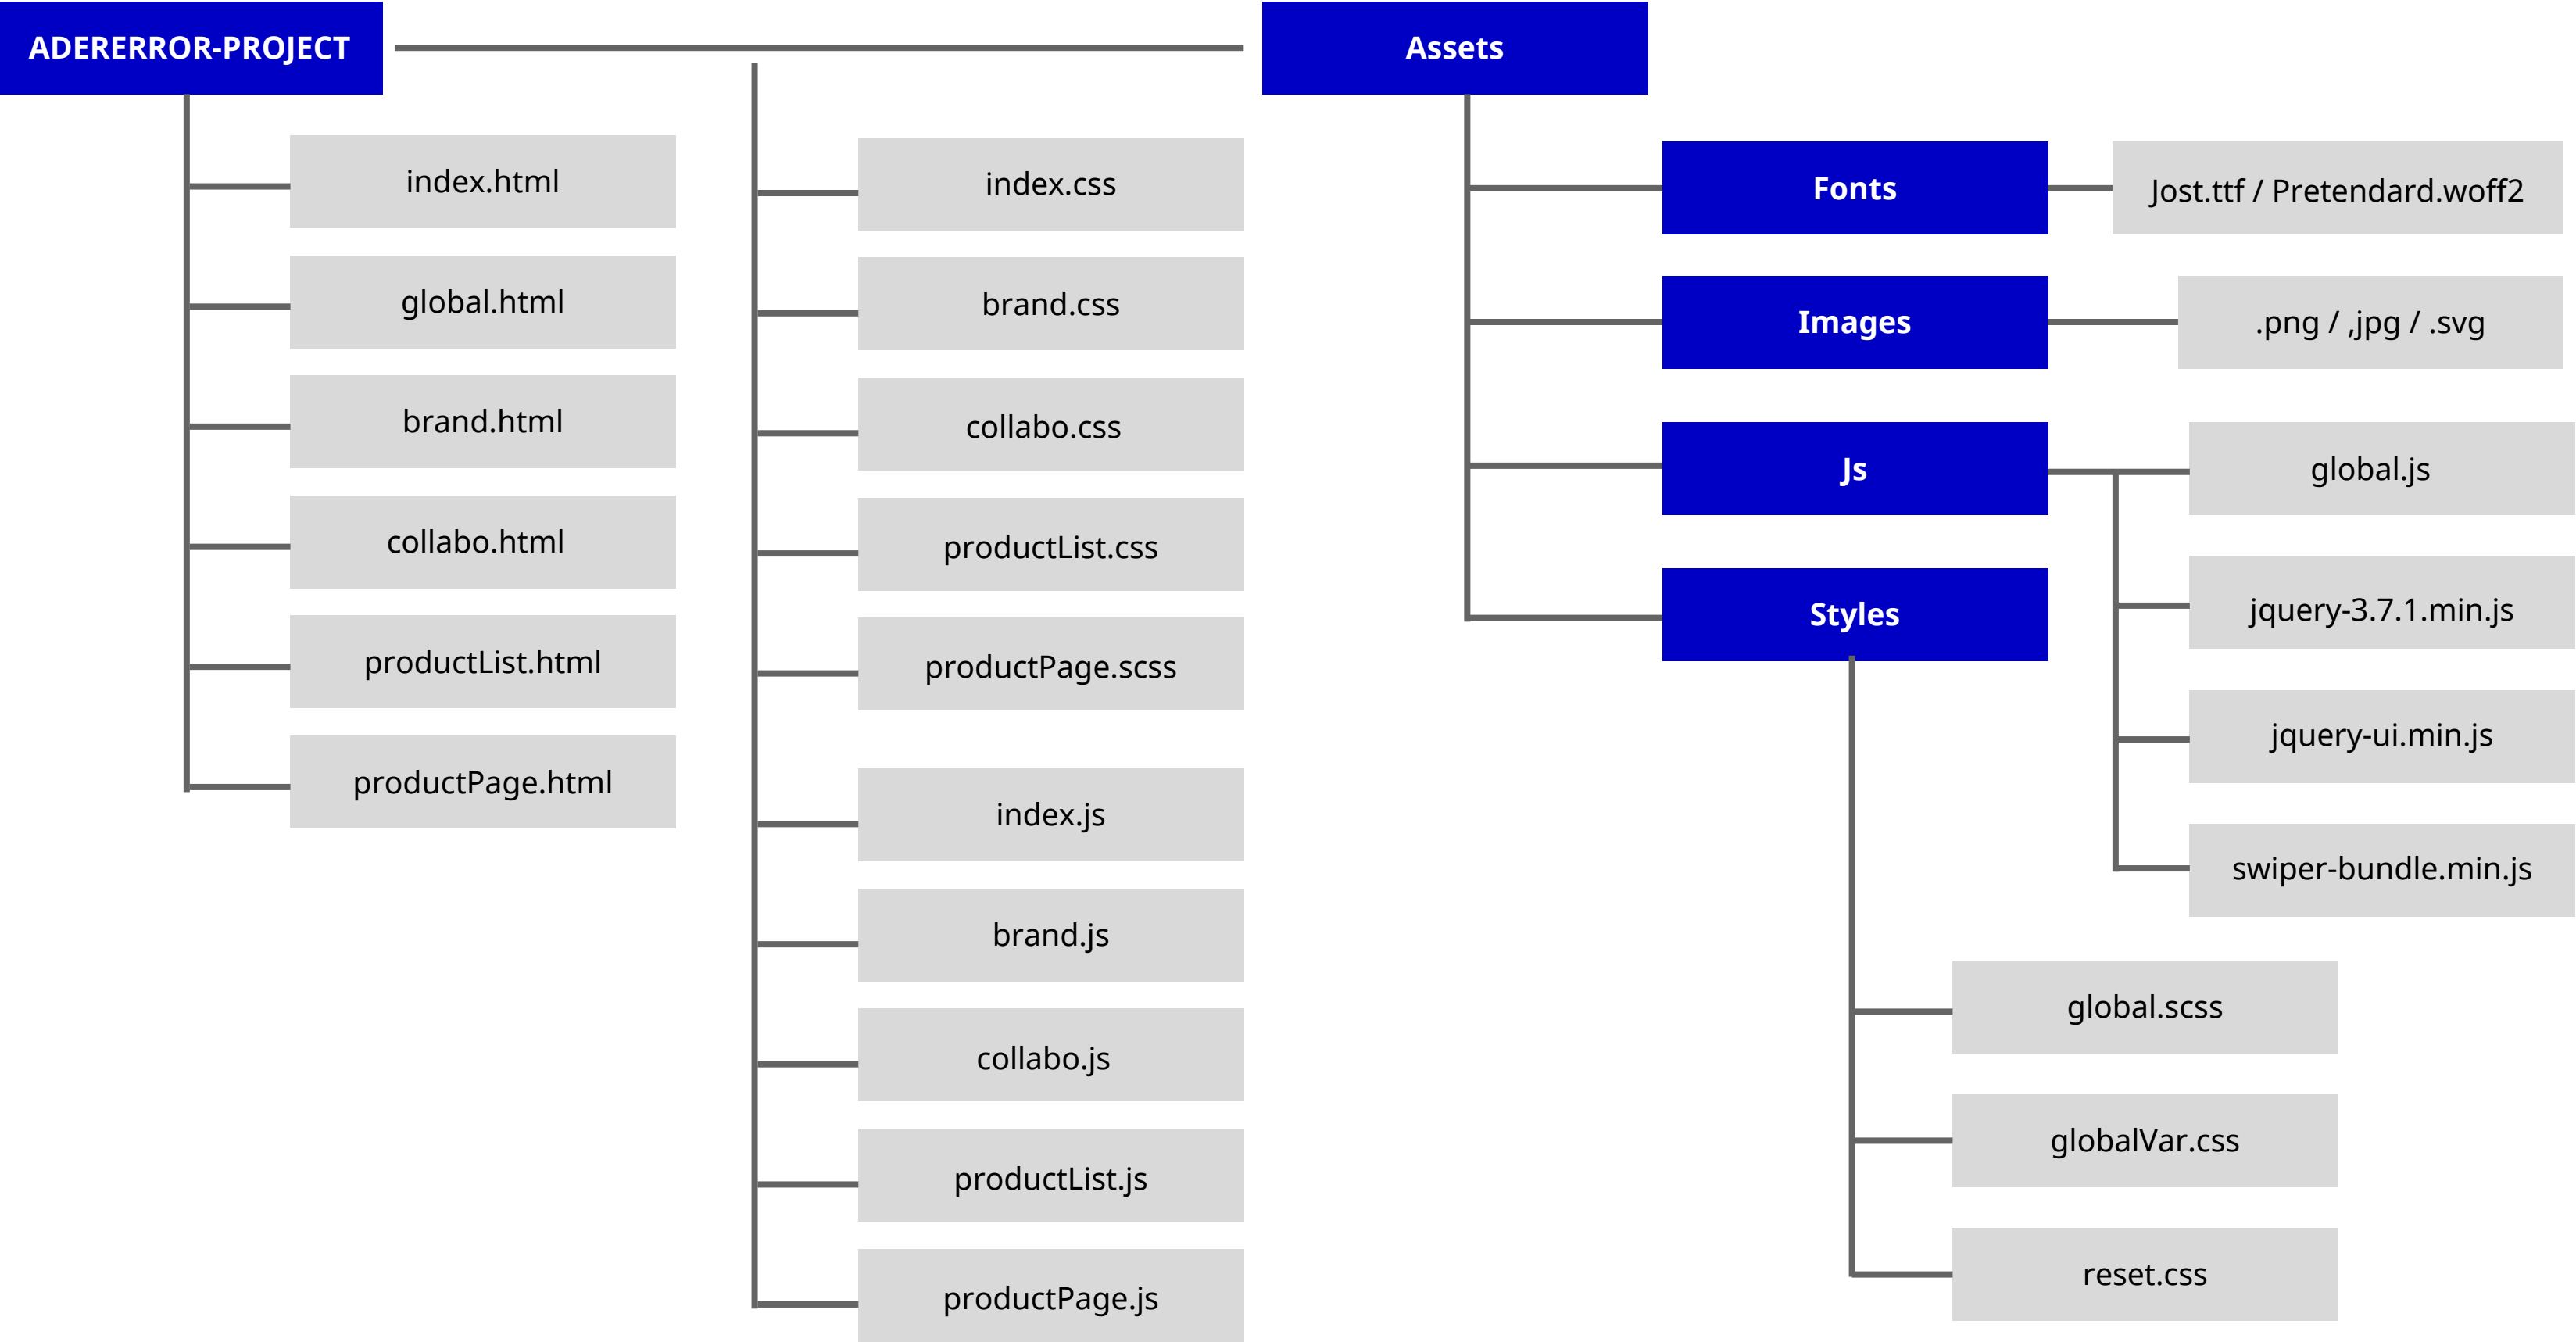 ADERERROR-PROJECT
index.html
global.html
brand.html
collabo.html
productList.html
productPage.html
index.css
brand.css
collabo.css
productList.css
productPage.scss
index.js
brand.js
collabo.js
productList.js
productPage.js
Assets
Fonts
Jost.ttf / Pretendard.woff2
Images
.png / ,jpg / .svg
Js
global.js
jquery-3.7.1.min.js
jquery-ui.min.js
swiper-bundle.min.js
Styles
global.scss
globalVar.css
reset.css